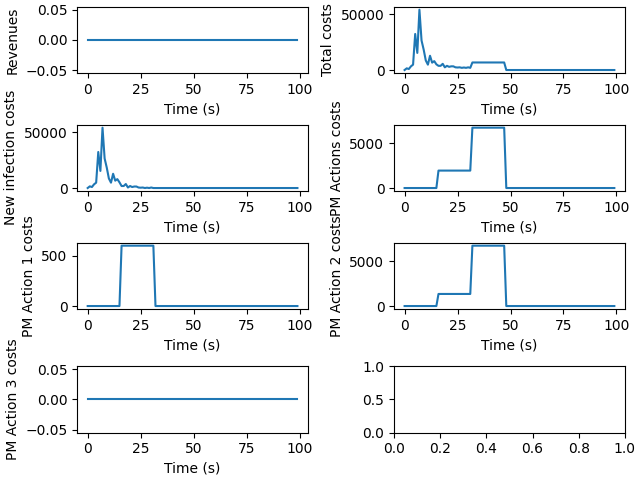 Revenues
0.05
0.00
−0.05
0 25 50 75 100
Time (s)
Total costs
50000
0
0 25 50 75 100
Time (s)
New infection costs
50000
0
0 25 50 75 100
Time (s)
PM Actions costs
5000
0
0 25 50 75 100
Time (s)
PM Action 1 costs
500
0
0 25 50 75 100
Time (s)
PM Action 2 costs
5000
0
0 25 50 75 100
Time (s)
PM Action 3 costs
0.05
0.00
−0.05
0 25 50 75 100
Time (s)
1.0
0.5
0.0
0.0 0.2 0.4 0.6 0.8 1.0